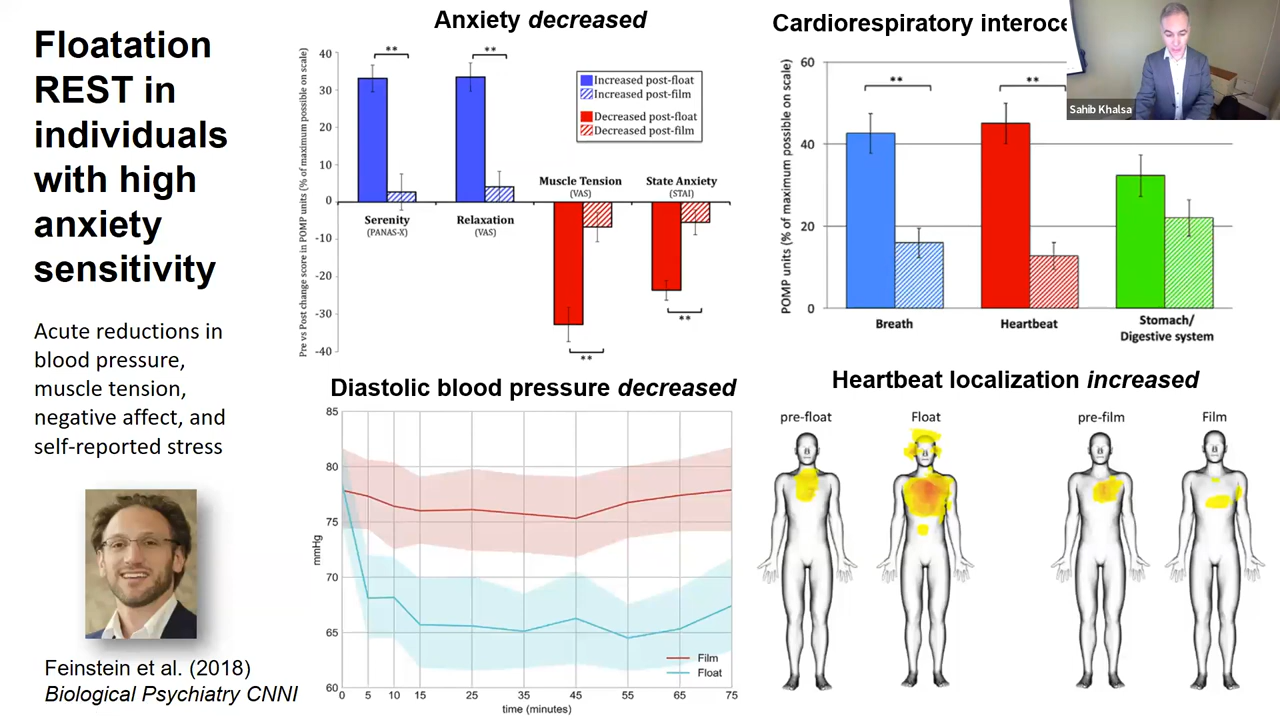 Floatation
REST in
individuals
with high
anxiety
sensitivity
Acute reductions in
blood pressure,
muscle tension,
negative affect, and
self-reported stress
Feinstein et al. (2018)
Biological Psychiatry CNNI
Anxiety decreased
Pre vs Post change score in POMP units (% of maximum possible on scale)
40
30
20
10
0
-10
-20
-30
-40
**
**
**
**
Increased post-float
Increased post-film
Decreased post-float
Decreased post-film
Serenity
(PANAS-X)
Relaxation
(VAS)
Muscle Tension
(VAS)
State Anxiety
(STAI)
Cardiorespiratory
Sahib Khalsa
POMP units (% of maximum possible on scale)
60
40
20
0
**
**
Breath
Heartbeat
Stomach/
Digestive system
Diastolic blood pressure decreased
mmHg
85
80
75
70
65
60
0 5 10 15 25 35 45 55 65 75
time (minutes)
Film
Float
Heartbeat localization increased
pre-float
Float
pre-film
Film